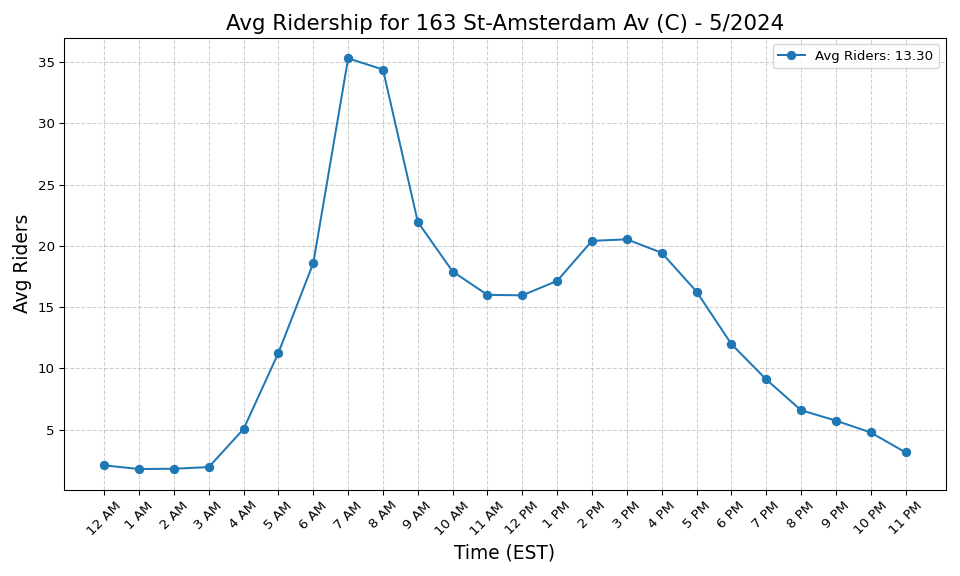 Avg Ridership for 163 St-Amsterdam Av (C) - 5/2024
Avg Riders: 13.30
35
30
25
20
15
10
5
Avg Riders
12 AM
1 AM
2 AM
3 AM
4 AM
5 AM
6 AM
7 AM
8 AM
9 AM
10 AM
11 AM
12 PM
1 PM
2 PM
3 PM
4 PM
5 PM
6 PM
7 PM
8 PM
9 PM
10 PM
11 PM
Time (EST)